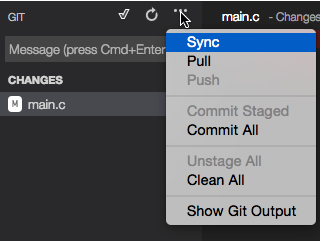 GIT
main.c - Changes
Message (press Cmd+Enter
CHANGES
M main.c
Sync
Pull
Push
Commit Staged
Commit All
Unstage All
Clean All
Show Git Output